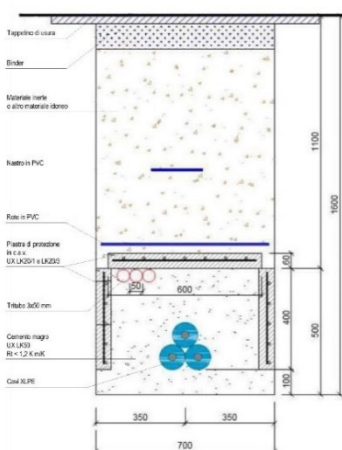 Tappetino di usura
Binder
Materiale inerte
o altro materiale idoneo
Nastro in PVC
Rete in PVC
Piastra di protezione
in c.a.v.
UX LK20/1 e LK20/3
Tritubo 3x50 mm
Cemento magro
UX LK50
Rt < 1,2 K m/K
Cavi XLPE
50
600
60
1100
1600
400
500
100
350
350
700